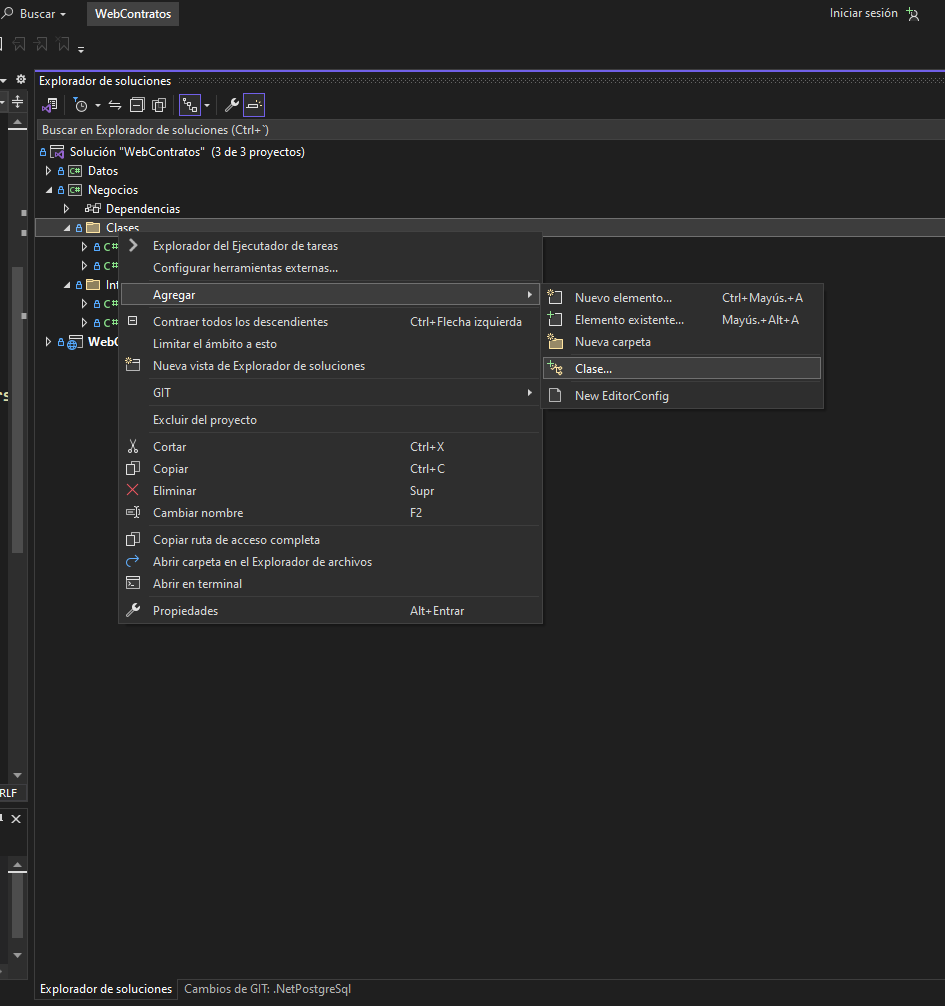 Buscar
WebContratos
Iniciar sesión
Explorador de soluciones
Buscar en Explorador de soluciones (Ctrl+¨)
Solución "WebContratos" (3 de 3 proyectos)
C# Datos
C# Negocios
Dependencias
Clases
C#
C#
Int
C#
C#
WebC
Explorador del Ejecutador de tareas
Configurar herramientas externas...
Agregar
Contraer todos los descendientes Ctrl+Flecha izquierda
Limitar el ámbito a esto
Nueva vista de Explorador de soluciones
GIT
Excluir del proyecto
Cortar Ctrl+X
Copiar Ctrl+C
Eliminar Supr
Cambiar nombre F2
Copiar ruta de acceso completa
Abrir carpeta en el Explorador de archivos
Abrir en terminal
Propiedades Alt+Entrar
Nuevo elemento... Ctrl+Mayús.+A
Elemento existente... Mayús.+Alt+A
Nueva carpeta
Clase...
New EditorConfig
RLF
Explorador de soluciones Cambios de GIT: .NetPostgreSql